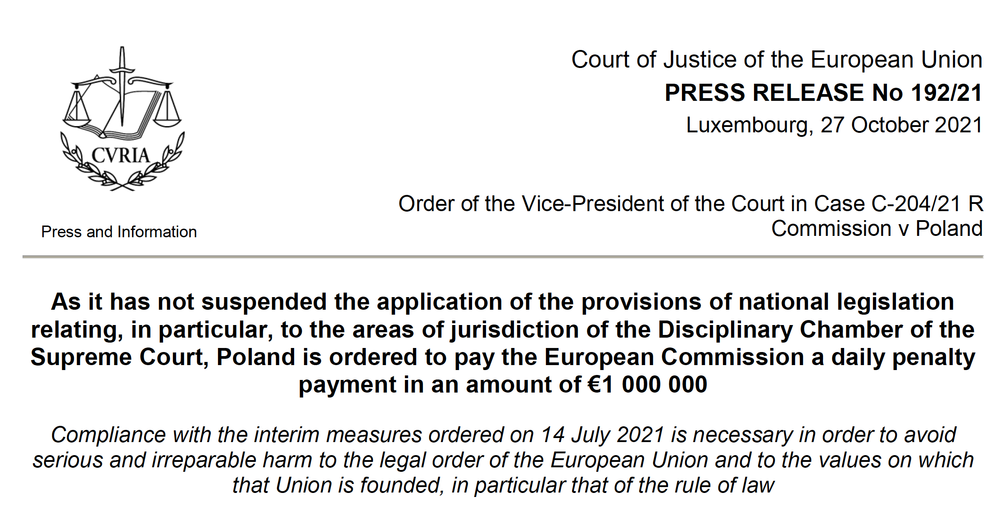 Court of Justice of the European Union
PRESS RELEASE No 192/21
Luxembourg, 27 October 2021
CVRIA
Press and Information
Order of the Vice-President of the Court in Case C-204/21 R
Commission v Poland
As it has not suspended the application of the provisions of national legislation
relating, in particular, to the areas of jurisdiction of the Disciplinary Chamber of the
Supreme Court, Poland is ordered to pay the European Commission a daily penalty
payment in an amount of €1 000 000
Compliance with the interim measures ordered on 14 July 2021 is necessary in order to avoid
serious and irreparable harm to the legal order of the European Union and to the values on which
that Union is founded, in particular that of the rule of law